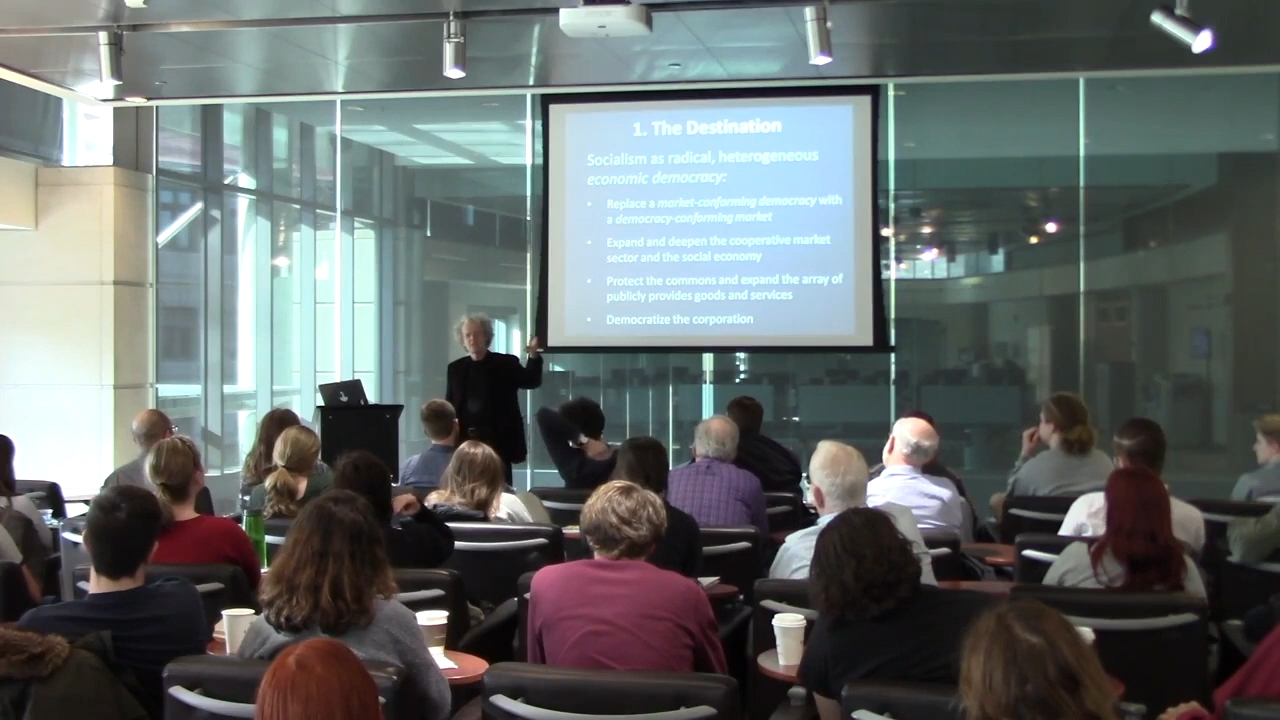 1. The Destination
Socialism as radical, heterogeneous
economic democracy:
• Replace a market-conforming democracy with
a democracy-conforming market
• Expand and deepen the cooperative market
sector and the social economy
• Protect the commons and expand the array of
publicly provides goods and services
• Democratize the corporation